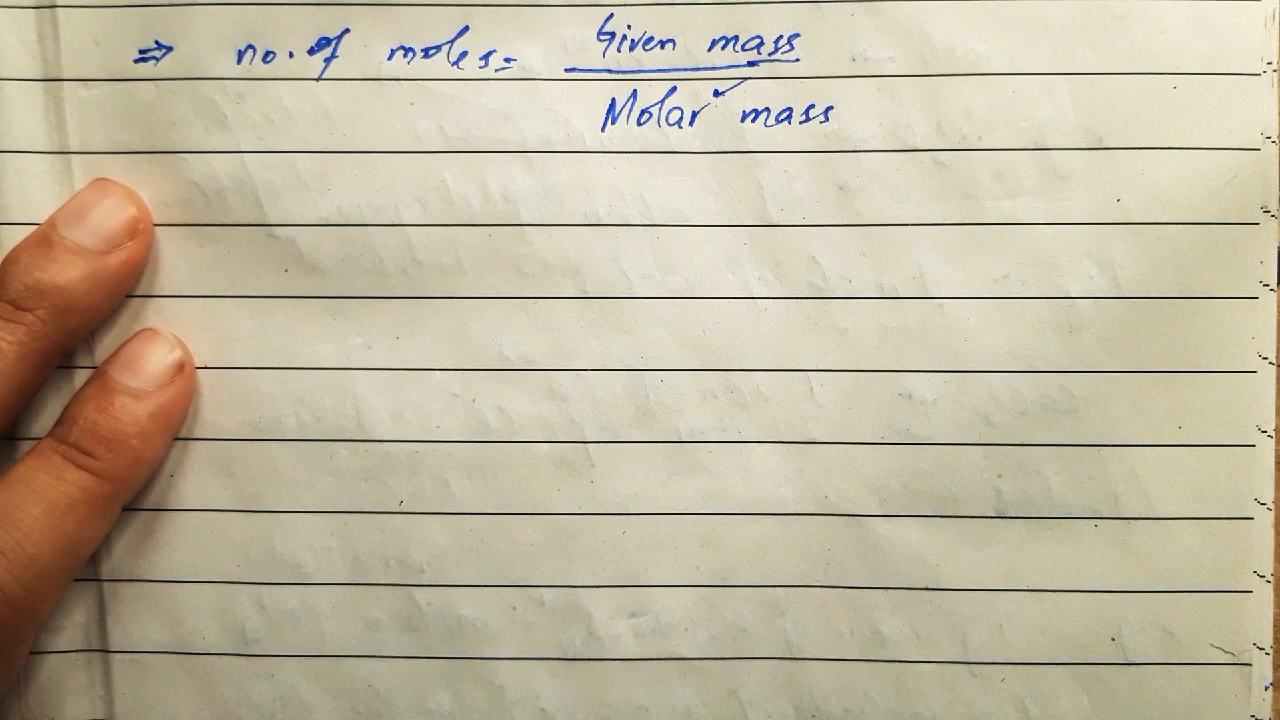 ⇒ no. of moles = Given mass
Molar mass